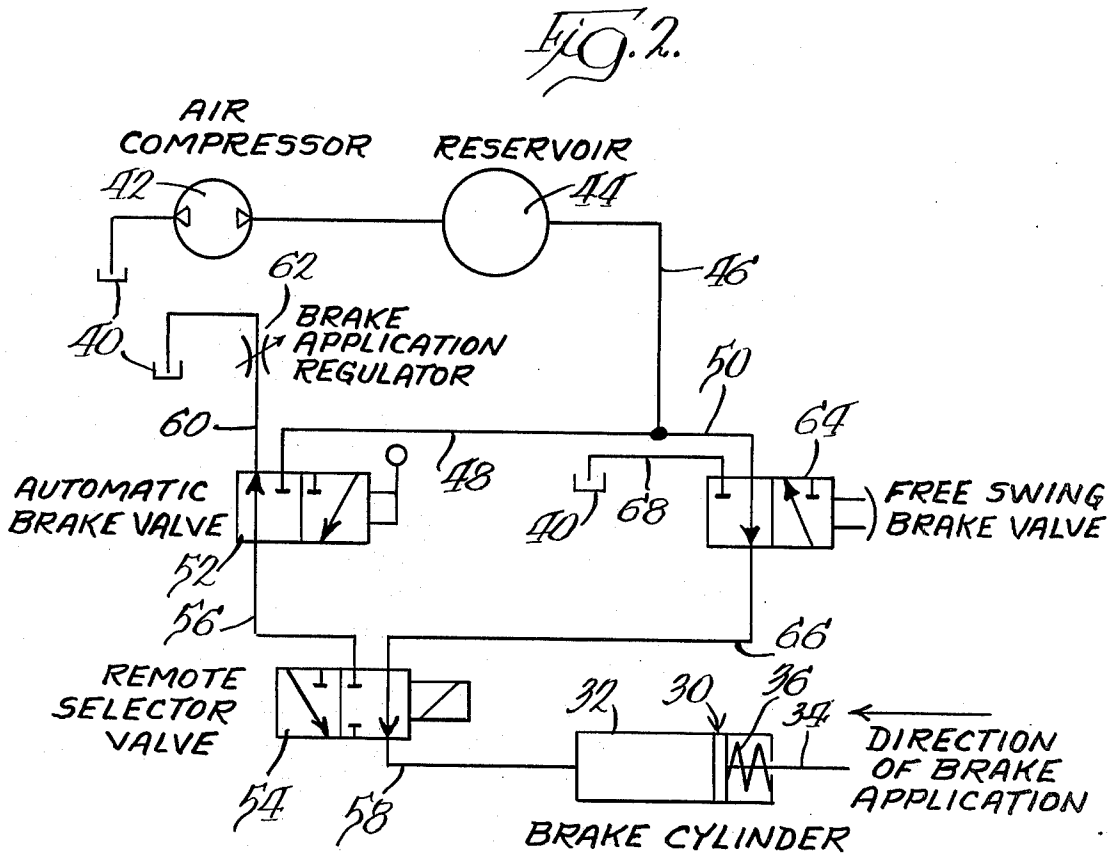 Fig. 2.
AIR
COMPRESSOR
RESERVOIR
42
44
46
62
40
BRAKE
APPLICATION
REGULATOR
40
60
48
50
64
AUTOMATIC
BRAKE VALVE
40
68
FREE SWING
BRAKE VALVE
52
56
66
REMOTE
SELECTOR
VALVE
32
30
36
34
DIRECTION
OF BRAKE
APPLICATION
54
58
BRAKE CYLINDER